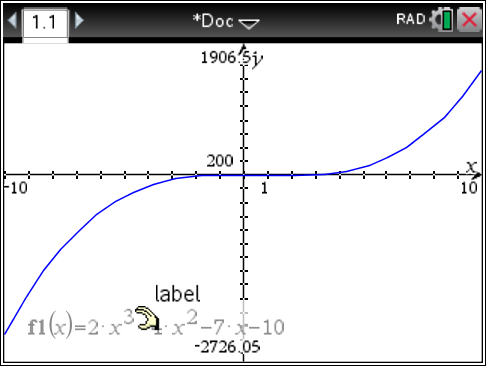 1.1
*Doc
RAD
1906.5 y
200
x
-10
1
10
label
f1(x)=2·x³ · x²-7·x-10
-2726.05